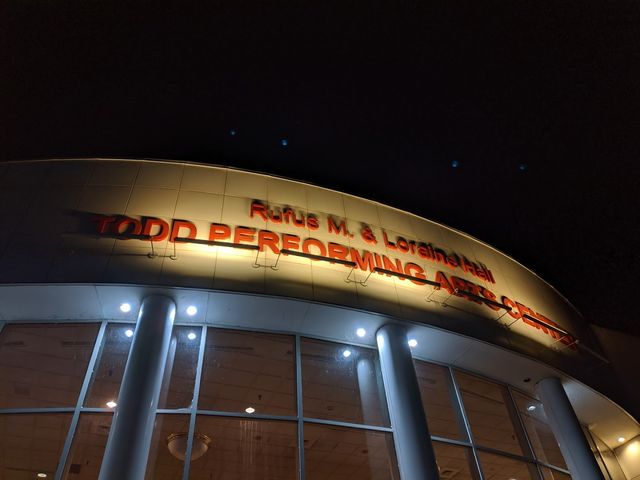 Rufus M. & Loraine Hall
TODD PERFORMING ARTS CENTER